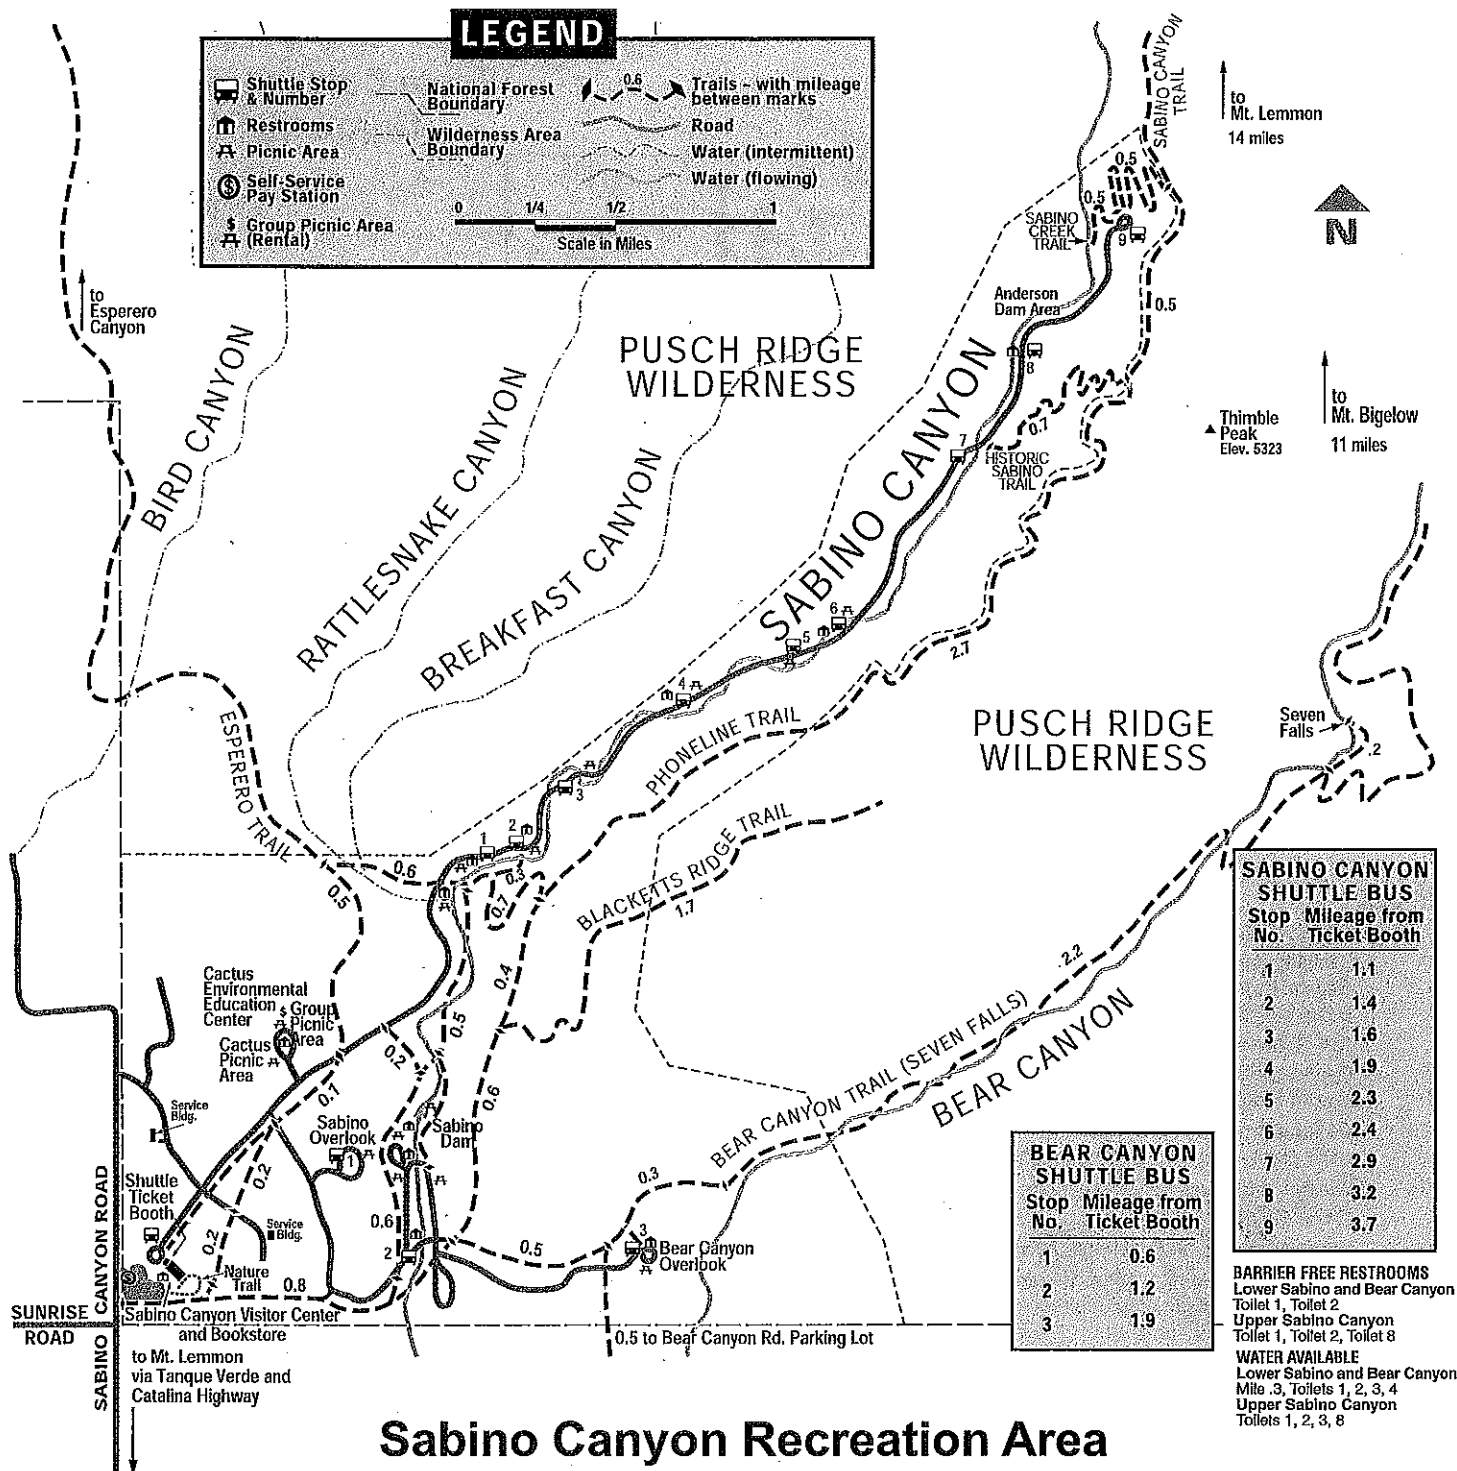 LEGEND
Shuttle Stop
& Number
Restrooms
Picnic Area
$ Self-Service
Pay Station
$ Group Picnic Area
(Rental)
National Forest
Boundary
Wilderness Area
Boundary
0.6 Trails - with mileage
between marks
Road
Water (intermittent)
Water (flowing)
0 1/4 1/2 1
Scale in Miles
SABINO CANYON
TRAIL
to
Mt. Lemmon
14 miles
N
0.5
0.5
SABINO
CREEK
TRAIL
9
Anderson
Dam Area
0.5
8
to
Esperero
Canyon
PUSCH RIDGE
WILDERNESS
to
Mt. Bigelow
11 miles
Thimble
Peak
Elev. 5323
7
0.7
HISTORIC
SABINO
TRAIL
BIRD CANYON
RATTLESNAKE CANYON
BREAKFAST CANYON
SABINO CANYON
6
5
2.7
4
PHONELINE TRAIL
PUSCH RIDGE
WILDERNESS
Seven
Falls
.2
ESPERERO TRAIL
3
2
1
0.6
0.3
0.5
0.7
BLACKETTS RIDGE TRAIL
1.7
0.4
2.2
BEAR CANYON TRAIL (SEVEN FALLS)
BEAR CANYON
Cactus
Environmental
Education
Center
$ Group
Picnic
Area
Cactus
Picnic
Area
0.5
0.2
0.1
0.6
Service
Bldg.
Sabino
Overlook
1
Sabino
Dam
0.2
Shuttle
Ticket
Booth
0.2
Service
Bldg.
0.6
2
0.3
0.5
3
Bear Canyon
Overlook
Nature
Trail
0.8
$
Sabino Canyon Visitor Center
and Bookstore
SABINO CANYON ROAD
SUNRISE
ROAD
to Mt. Lemmon
via Tanque Verde and
Catalina Highway
0.5 to Bear Canyon Rd. Parking Lot
BEAR CANYON
SHUTTLE BUS
Stop Mileage from
No. Ticket Booth
1 0.6
2 1.2
3 1.9
SABINO CANYON
SHUTTLE BUS
Stop Mileage from
No. Ticket Booth
1 1.1
2 1.4
3 1.6
4 1.9
5 2.3
6 2.4
7 2.9
8 3.2
9 3.7
BARRIER FREE RESTROOMS
Lower Sabino and Bear Canyon
Toilet 1, Toilet 2
Upper Sabino Canyon
Toilet 1, Toilet 2, Toilet 8
WATER AVAILABLE
Lower Sabino and Bear Canyon
Mile .3, Toilets 1, 2, 3, 4
Upper Sabino Canyon
Toilets 1, 2, 3, 8
Sabino Canyon Recreation Area